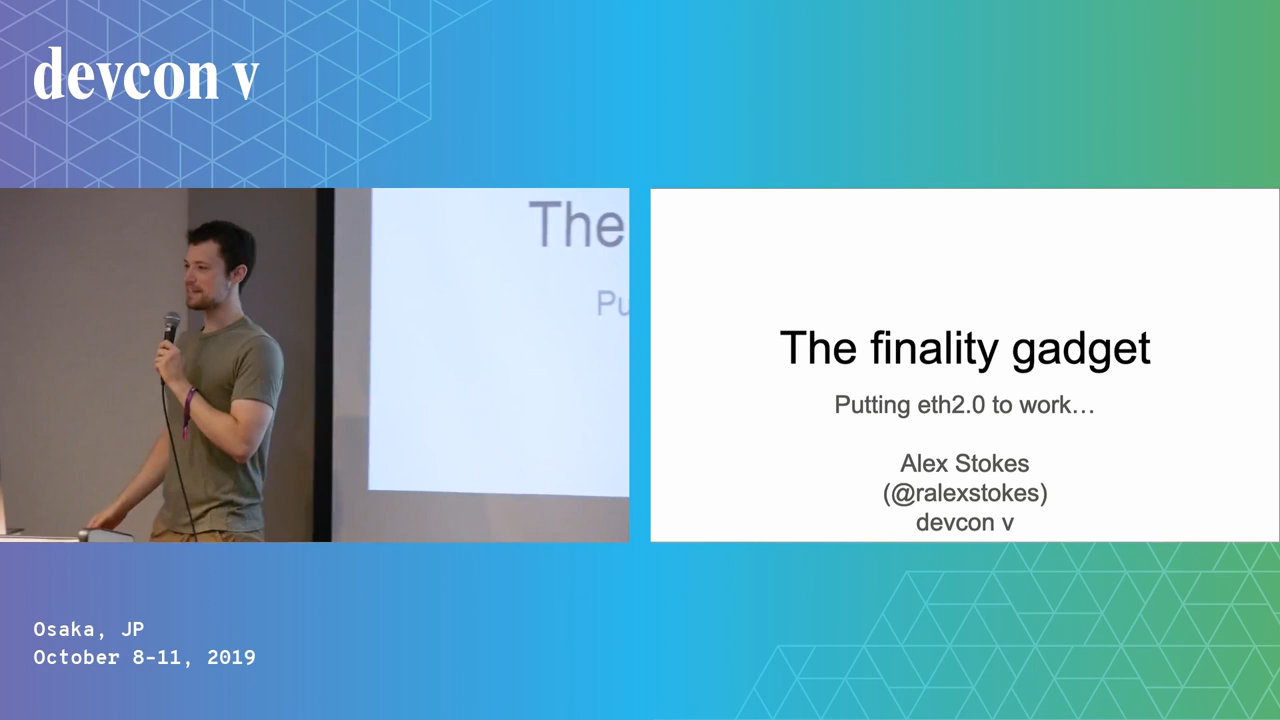 devcon v
The
Pu
The finality gadget
Putting eth2.0 to work…
Alex Stokes
(@ralexstokes)
devcon v
Osaka, JP
October 8-11, 2019